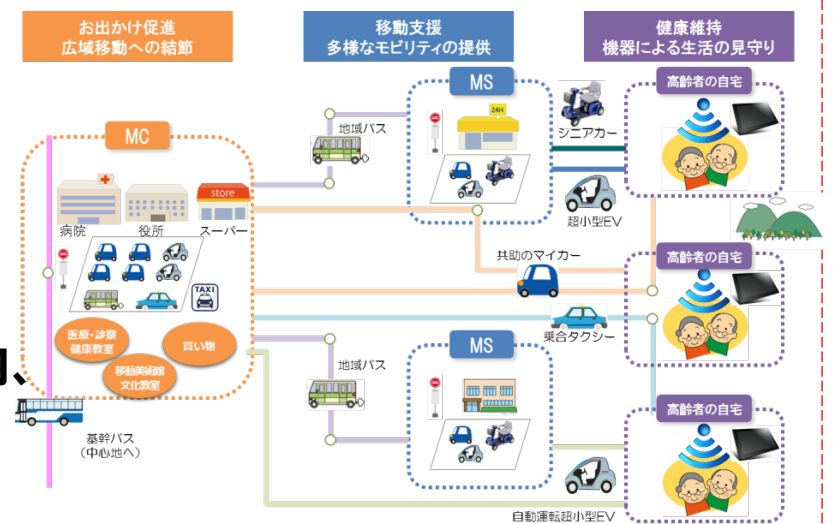 お出かけ促進
広域移動への結節
移動支援
多様なモビリティの提供
健康維持
機器による生活の見守り
MC
病院
役所
store
スーパー
TAXI
医療・診察
健康教室
買い物
移動美術館
文化教室
、
基幹バス
(中心地へ)
地域バス
MS
24H
シニアカー
超小型EV
共助のマイカー
乗合タクシー
地域バス
MS
自動運転超小型EV
高齢者の自宅
高齢者の自宅
高齢者の自宅